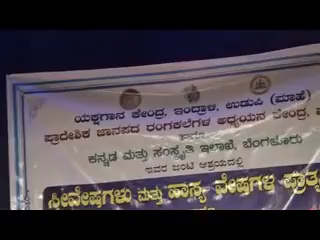 ಯಕ್ಷಗಾನ ಕೇಂದ್ರ, ಇಂದ್ರಾಳಿ, ಉಡುಪಿ (ಮಾಹೆ)
ಪ್ರಾದೇಶಿಕ ಜಾನಪದ ರಂಗಕಲೆಗಳ ಅಧ್ಯಯನ ಕೇಂದ್ರ,
ಕನ್ನಡ ಮತ್ತು ಸಂಸ್ಕೃತಿ ಇಲಾಖೆ, ಬೆಂಗಳೂರು
ಇವರ ಜಂಟಿ ಆಶ್ರಯದಲ್ಲಿ
ಸ್ತ್ರೀವೇಷಗಳು ಮತ್ತು ಹಾಸ್ಯ ವೇಷಗಳ